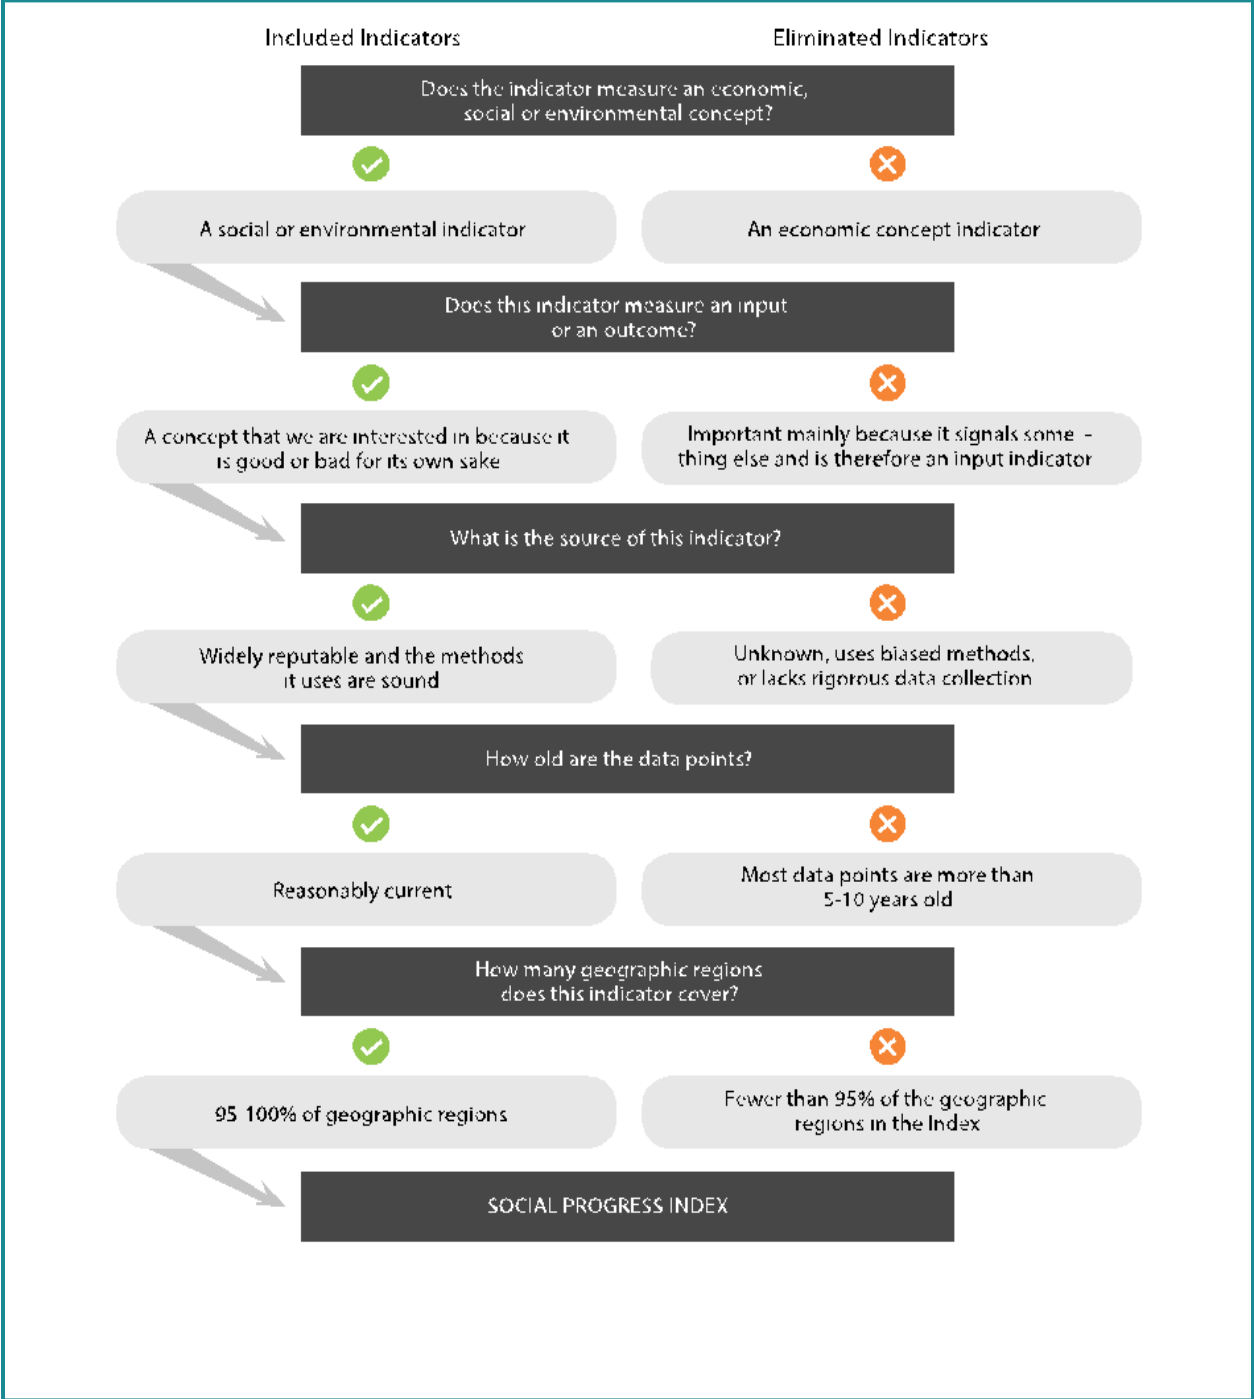 Included Indicators
Eliminated Indicators
Does the indicator measure an economic,
social or environmental concept?
A social or environmental indicator
An economic concept indicator
Does this indicator measure an input
or an outcome?
A concept that we are interested in because it
is good or bad for its own sake
Important mainly because it signals some -
thing else and is therefore an input indicator
What is the source of this indicator?
Widely reputable and the methods
it uses are sound
Unknown, uses biased methods,
or lacks rigorous data collection
How old are the data points?
Reasonably current
Most data points are more than
5-10 years old
How many geographic regions
does this indicator cover?
95-100% of geographic regions
Fewer than 95% of the geographic
regions in the Index
SOCIAL PROGRESS INDEX